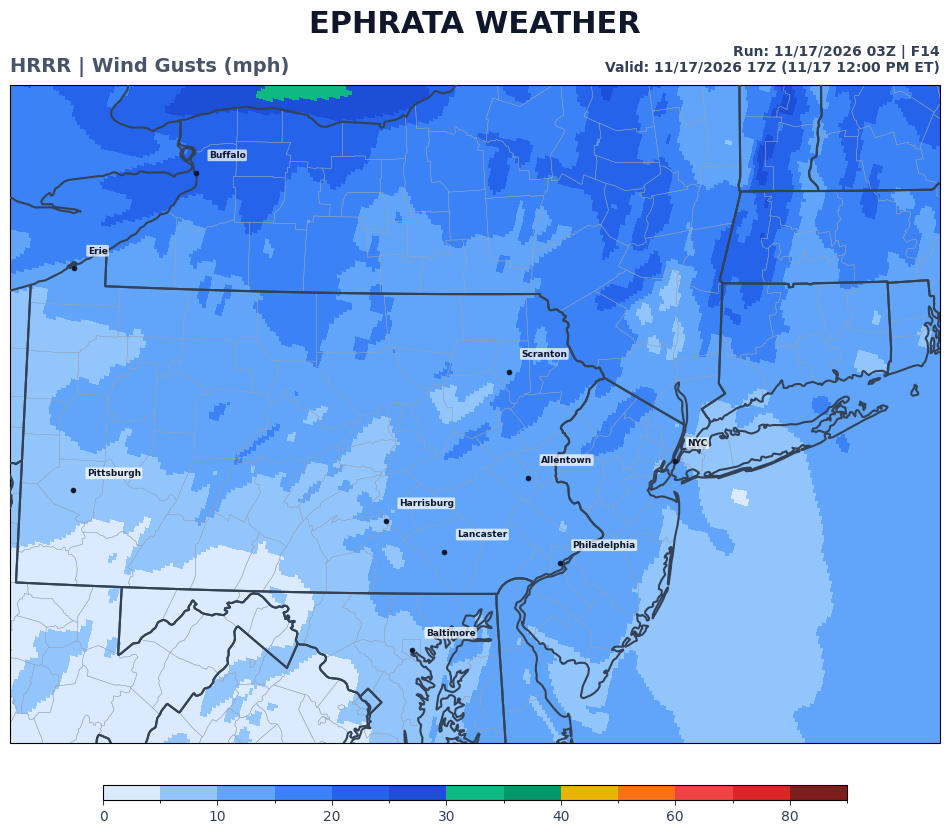 EPHRATA WEATHER
HRRR | Wind Gusts (mph)
Run: 11/17/2026 03Z | F14
Valid: 11/17/2026 17Z (11/17 12:00 PM ET)
Buffalo
Erie
Scranton
NYC
Allentown
Pittsburgh
Harrisburg
Lancaster
Philadelphia
Baltimore
0 10 20 30 40 60 80